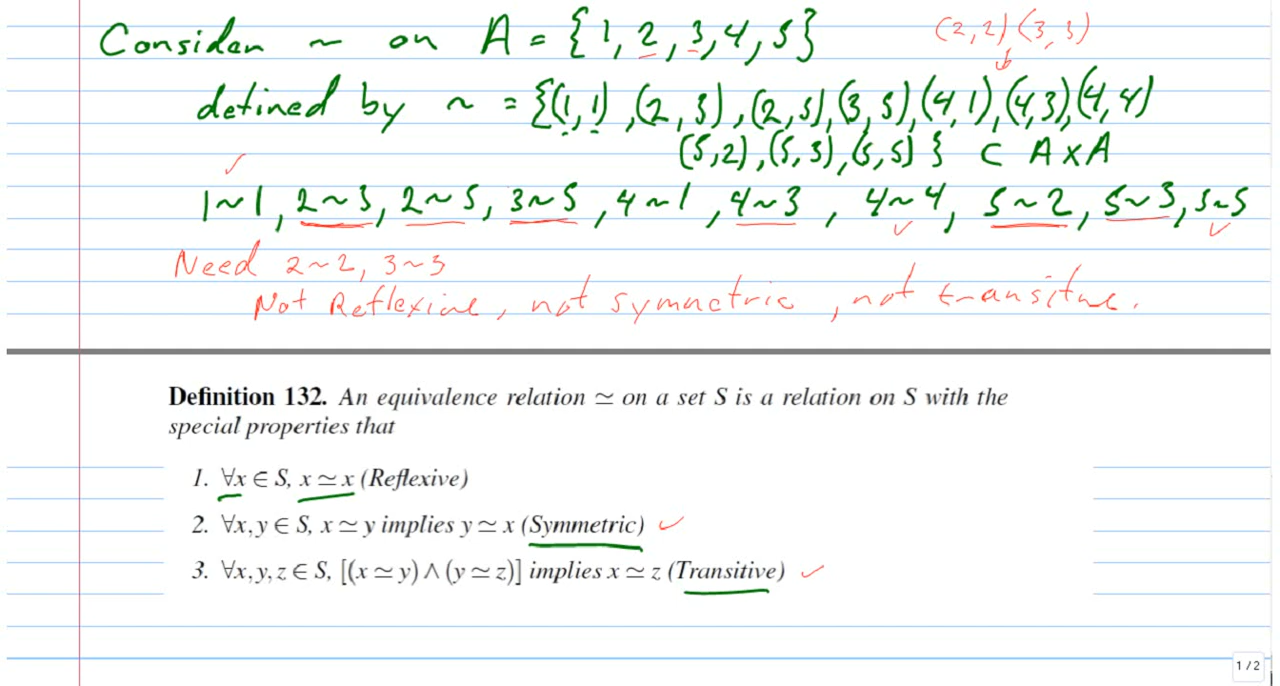 Consider ~ on A = {1, 2, 3, 4, 5} (2, 2) (3, 3)
defined by ~ = {(1, 1), (2, 3), (2, 5), (3, 5), (4, 1), (4, 3) (4, 4)
(5, 2), (5, 3), (5, 5)} ⊂ A x A
1~1, 2~3, 2~5, 3~5, 4~1, 4~3, 4~4, 5~2, 5~3, 5~5
Need 2~2, 3~3
Not Reflexive, not symmetric, not transitive.
Definition 132. An equivalence relation ≃ on a set S is a relation on S with the
special properties that
1. ∀x ∈ S, x ≃ x (Reflexive)
2. ∀x, y ∈ S, x ≃ y implies y ≃ x (Symmetric)
3. ∀x, y, z ∈ S, [(x ≃ y) ∧ (y ≃ z)] implies x ≃ z (Transitive)
1 / 2